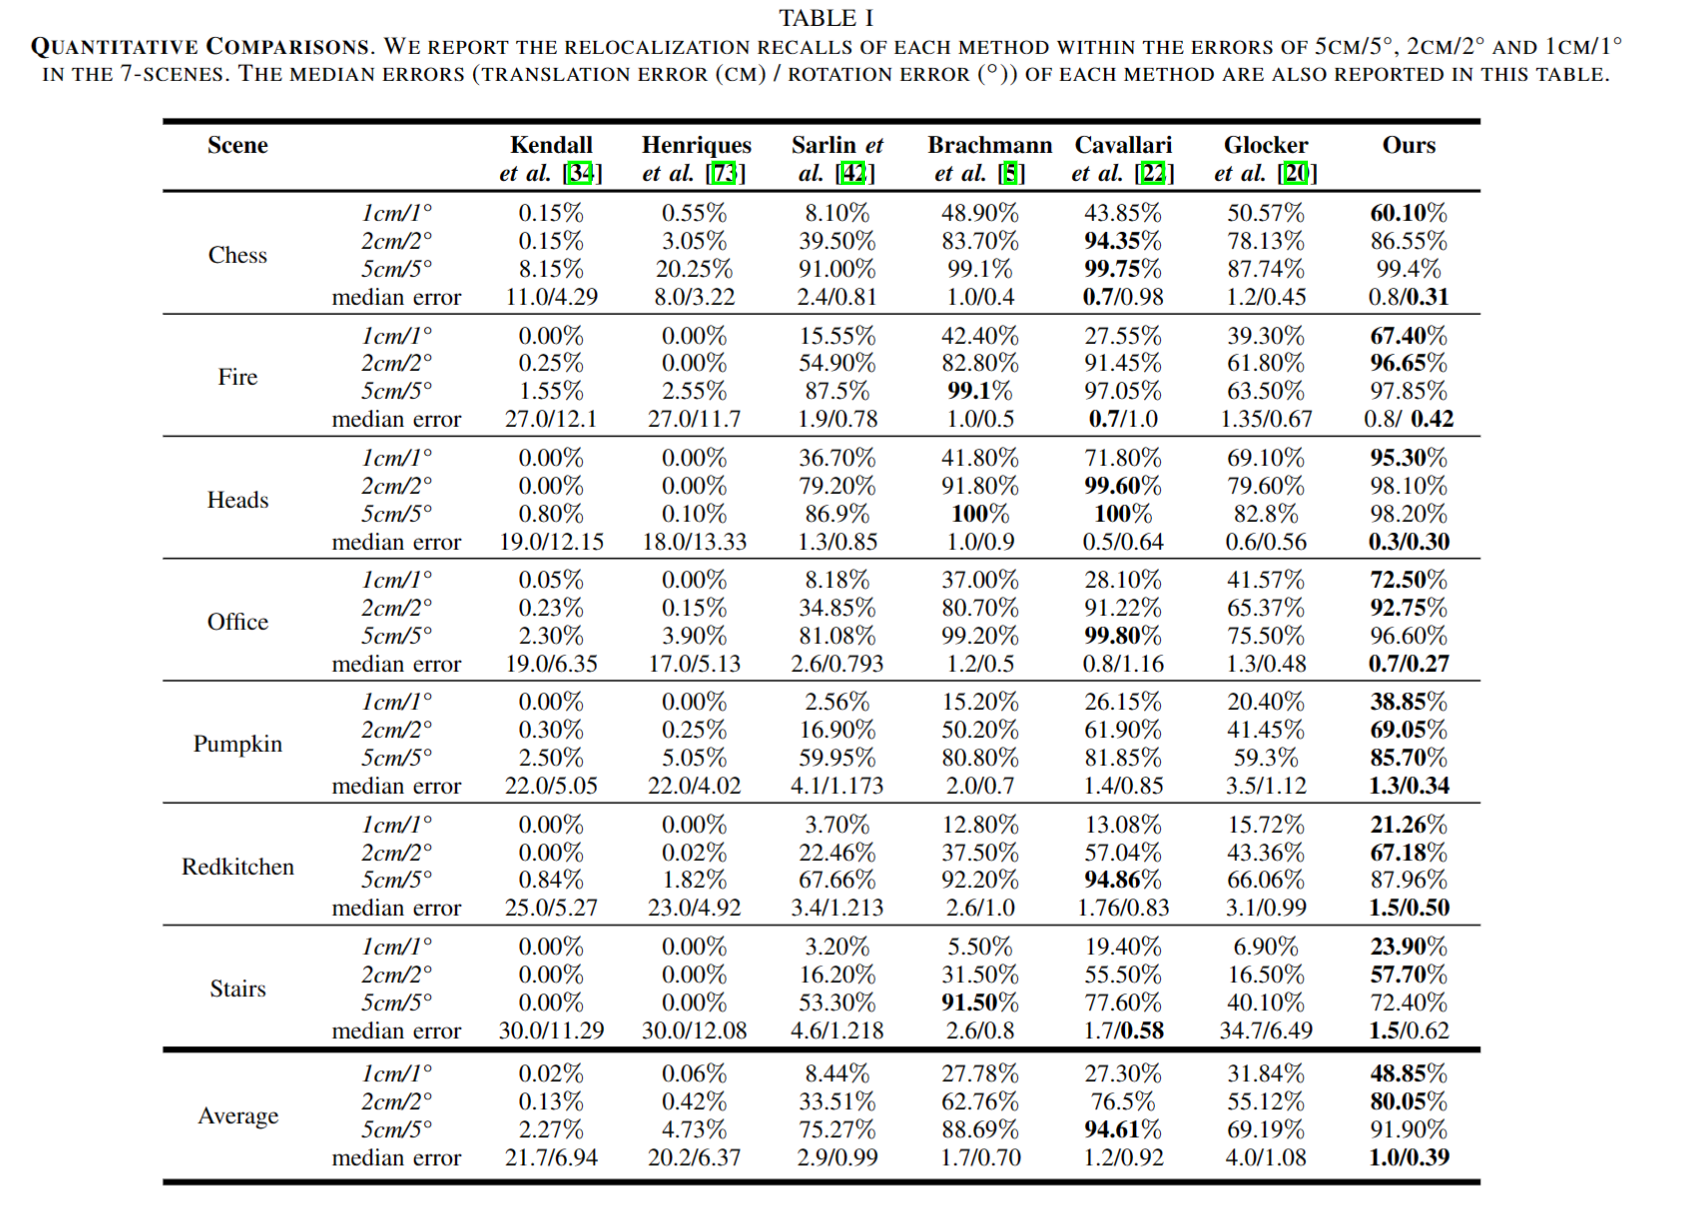 TABLE I
QUANTITATIVE COMPARISONS. WE REPORT THE RELOCALIZATION RECALLS OF EACH METHOD WITHIN THE ERRORS OF 5CM/5°, 2CM/2° AND 1CM/1°
IN THE 7-SCENES. THE MEDIAN ERRORS (TRANSLATION ERROR (CM) / ROTATION ERROR (°)) OF EACH METHOD ARE ALSO REPORTED IN THIS TABLE.
Scene Kendall Henriques Sarlin et Brachmann Cavallari Glocker Ours
et al. [34] et al. [73] al. [42] et al. [5] et al. [22] et al. [20]
1cm/1° 0.15% 0.55% 8.10% 48.90% 43.85% 50.57% 60.10%
2cm/2° 0.15% 3.05% 39.50% 83.70% 94.35% 78.13% 86.55%
Chess
5cm/5° 8.15% 20.25% 91.00% 99.1% 99.75% 87.74% 99.4%
median error 11.0/4.29 8.0/3.22 2.4/0.81 1.0/0.4 0.7/0.98 1.2/0.45 0.8/0.31
1cm/1° 0.00% 0.00% 15.55% 42.40% 27.55% 39.30% 67.40%
2cm/2° 0.25% 0.00% 54.90% 82.80% 91.45% 61.80% 96.65%
Fire
5cm/5° 1.55% 2.55% 87.5% 99.1% 97.05% 63.50% 97.85%
median error 27.0/12.1 27.0/11.7 1.9/0.78 1.0/0.5 0.7/1.0 1.35/0.67 0.8/ 0.42
1cm/1° 0.00% 0.00% 36.70% 41.80% 71.80% 69.10% 95.30%
2cm/2° 0.00% 0.00% 79.20% 91.80% 99.60% 79.60% 98.10%
Heads
5cm/5° 0.80% 0.10% 86.9% 100% 100% 82.8% 98.20%
median error 19.0/12.15 18.0/13.33 1.3/0.85 1.0/0.9 0.5/0.64 0.6/0.56 0.3/0.30
1cm/1° 0.05% 0.00% 8.18% 37.00% 28.10% 41.57% 72.50%
2cm/2° 0.23% 0.15% 34.85% 80.70% 91.22% 65.37% 92.75%
Office
5cm/5° 2.30% 3.90% 81.08% 99.20% 99.80% 75.50% 96.60%
median error 19.0/6.35 17.0/5.13 2.6/0.793 1.2/0.5 0.8/1.16 1.3/0.48 0.7/0.27
1cm/1° 0.00% 0.00% 2.56% 15.20% 26.15% 20.40% 38.85%
2cm/2° 0.30% 0.25% 16.90% 50.20% 61.90% 41.45% 69.05%
Pumpkin
5cm/5° 2.50% 5.05% 59.95% 80.80% 81.85% 59.3% 85.70%
median error 22.0/5.05 22.0/4.02 4.1/1.173 2.0/0.7 1.4/0.85 3.5/1.12 1.3/0.34
1cm/1° 0.00% 0.00% 3.70% 12.80% 13.08% 15.72% 21.26%
2cm/2° 0.00% 0.02% 22.46% 37.50% 57.04% 43.36% 67.18%
Redkitchen
5cm/5° 0.84% 1.82% 67.66% 92.20% 94.86% 66.06% 87.96%
median error 25.0/5.27 23.0/4.92 3.4/1.213 2.6/1.0 1.76/0.83 3.1/0.99 1.5/0.50
1cm/1° 0.00% 0.00% 3.20% 5.50% 19.40% 6.90% 23.90%
2cm/2° 0.00% 0.00% 16.20% 31.50% 55.50% 16.50% 57.70%
Stairs
5cm/5° 0.00% 0.00% 53.30% 91.50% 77.60% 40.10% 72.40%
median error 30.0/11.29 30.0/12.08 4.6/1.218 2.6/0.8 1.7/0.58 34.7/6.49 1.5/0.62
1cm/1° 0.02% 0.06% 8.44% 27.78% 27.30% 31.84% 48.85%
2cm/2° 0.13% 0.42% 33.51% 62.76% 76.5% 55.12% 80.05%
Average
5cm/5° 2.27% 4.73% 75.27% 88.69% 94.61% 69.19% 91.90%
median error 21.7/6.94 20.2/6.37 2.9/0.99 1.7/0.70 1.2/0.92 4.0/1.08 1.0/0.39